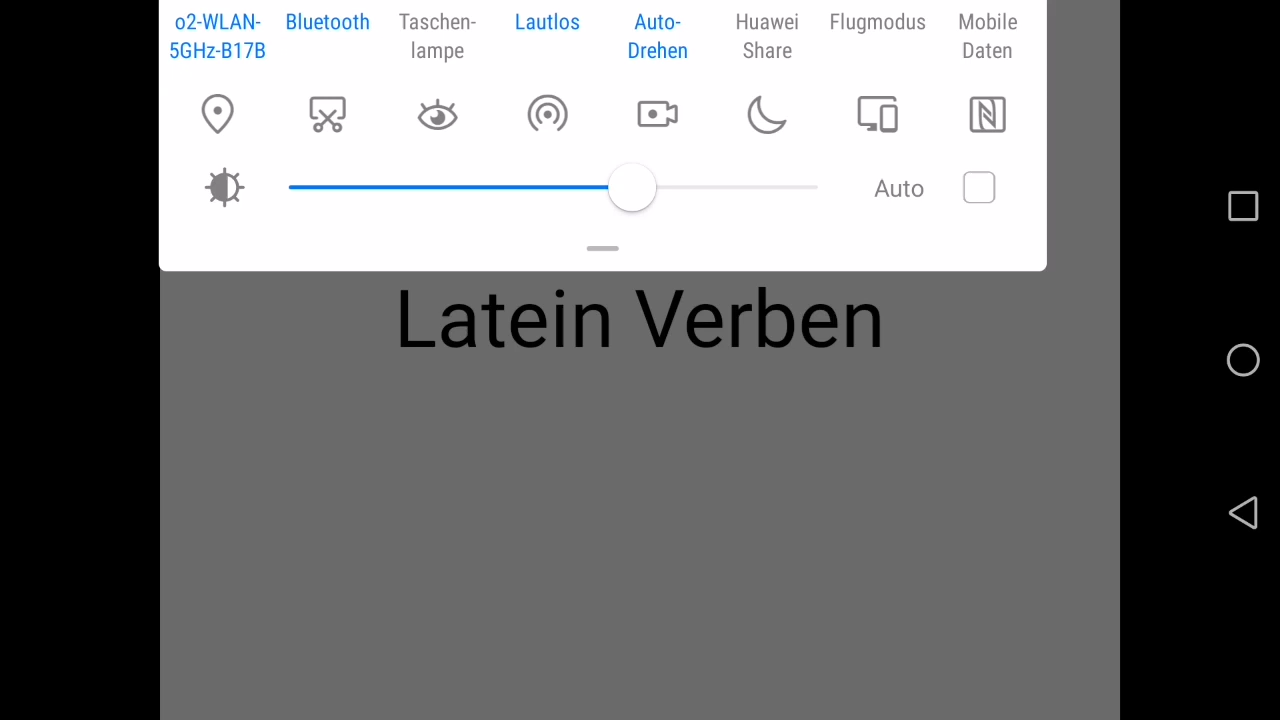 o2-WLAN- Bluetooth Taschen- Lautlos Auto- Huawei Flugmodus Mobile
5GHz-B17B lampe Drehen Share Daten
Auto
Latein Verben